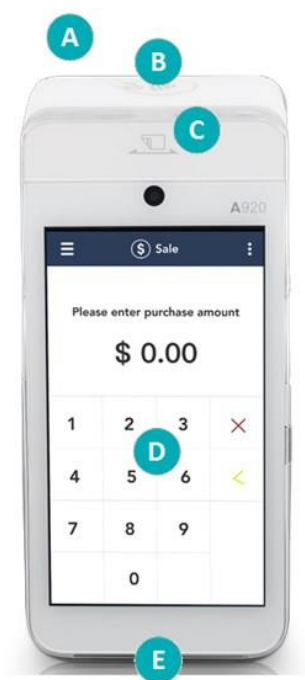 A
B
C
A920
Sale
Please enter purchase amount
$ 0.00
1 2 3
D
4 5 6
7 8 9
0
E